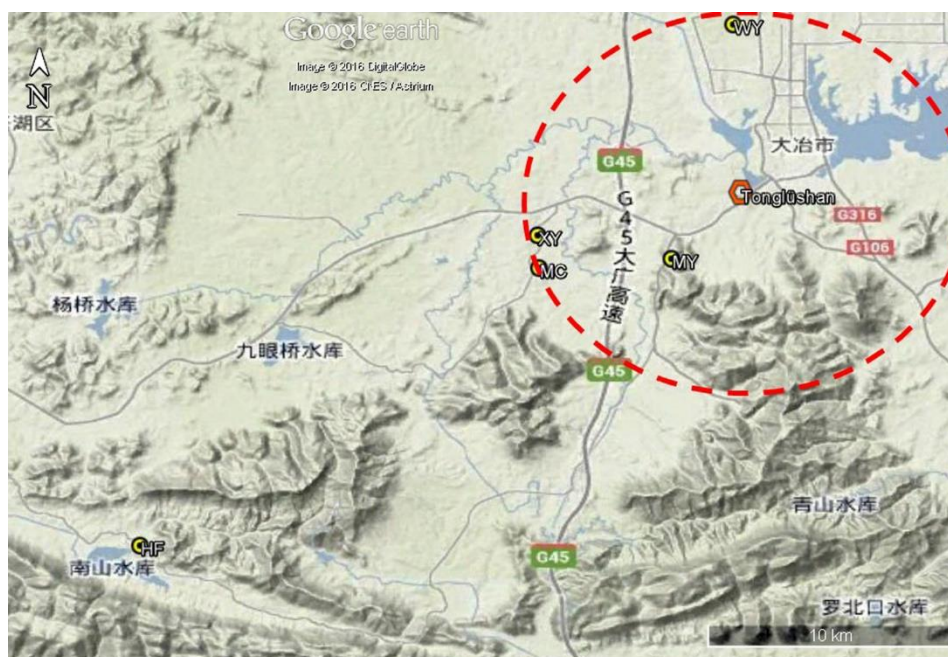 Google earth
Image © 2016 DigitalGlobe
Image © 2016 CNES / Astrium
N
湖区
WY
大冶市
G45
Tonglüshan
G45大广高速
G316
G106
XY
MC
MY
杨桥水库
九眼桥水库
G45
青山水库
G45
HF
南山水库
罗北口水库
10 km